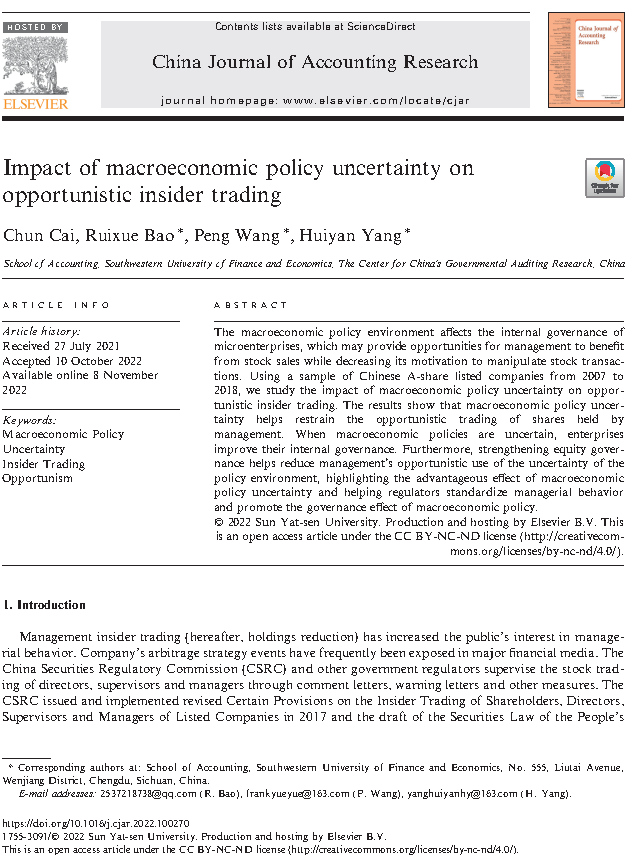 HOSTED BY
Contents lists available at ScienceDirect
China Journal of Accounting Research
journal homepage: www.elsevier.com/locate/cjar
ELSEVIER
China Journal of
Accounting
Research
Impact of macroeconomic policy uncertainty on
opportunistic insider trading
Check for
updates
Chun Cai, Ruixue Bao *, Peng Wang *, Huiyan Yang *
School of Accounting, Southwestern University of Finance and Economics, The Center for China's Governmental Auditing Research, China
ARTICLE INFO
Article history:
Received 27 July 2021
Accepted 10 October 2022
Available online 8 November
2022
Keywords:
Macroeconomic Policy
Uncertainty
Insider Trading
Opportunism
ABSTRACT
The macroeconomic policy environment affects the internal governance of
microenterprises, which may provide opportunities for management to benefit
from stock sales while decreasing its motivation to manipulate stock transac-
tions. Using a sample of Chinese A-share listed companies from 2007 to
2018, we study the impact of macroeconomic policy uncertainty on oppor-
tunistic insider trading. The results show that macroeconomic policy uncer-
tainty helps restrain the opportunistic trading of shares held by
management. When macroeconomic policies are uncertain, enterprises
improve their internal governance. Furthermore, strengthening equity gover-
nance helps reduce management's opportunistic use of the uncertainty of the
policy environment, highlighting the advantageous effect of macroeconomic
policy uncertainty and helping regulators standardize managerial behavior
and promote the governance effect of macroeconomic policy.
© 2022 Sun Yat-sen University. Production and hosting by Elsevier B.V. This
is an open access article under the CC BY-NC-ND license (http://creativecom-
mons.org/licenses/by-nc-nd/4.0/).
1. Introduction
Management insider trading (hereafter, holdings reduction) has increased the public's interest in manage-
rial behavior. Company's arbitrage strategy events have frequently been exposed in major financial media. The
China Securities Regulatory Commission (CSRC) and other government regulators supervise the stock trad-
ing of directors, supervisors and managers through comment letters, warning letters and other measures. The
CSRC issued and implemented revised Certain Provisions on the Insider Trading of Shareholders, Directors,
Supervisors and Managers of Listed Companies in 2017 and the draft of the Securities Law of the People's
* Corresponding authors at: School of Accounting, Southwestern University of Finance and Economics, No. 555, Liutai Avenue,
Wenjiang District, Chengdu, Sichuan, China.
E-mail addresses: 2537218738@qq.com (R. Bao), frankyueyue@163.com (P. Wang), yanghuiyanhy@163.com (H. Yang).
https://doi.org/10.1016/j.cjar.2022.100270
1755-3091/© 2022 Sun Yat-sen University. Production and hosting by Elsevier B.V.
This is an open access article under the CC BY-NC-ND license (http://creativecommons.org/licenses/by-nc-nd/4.0/).